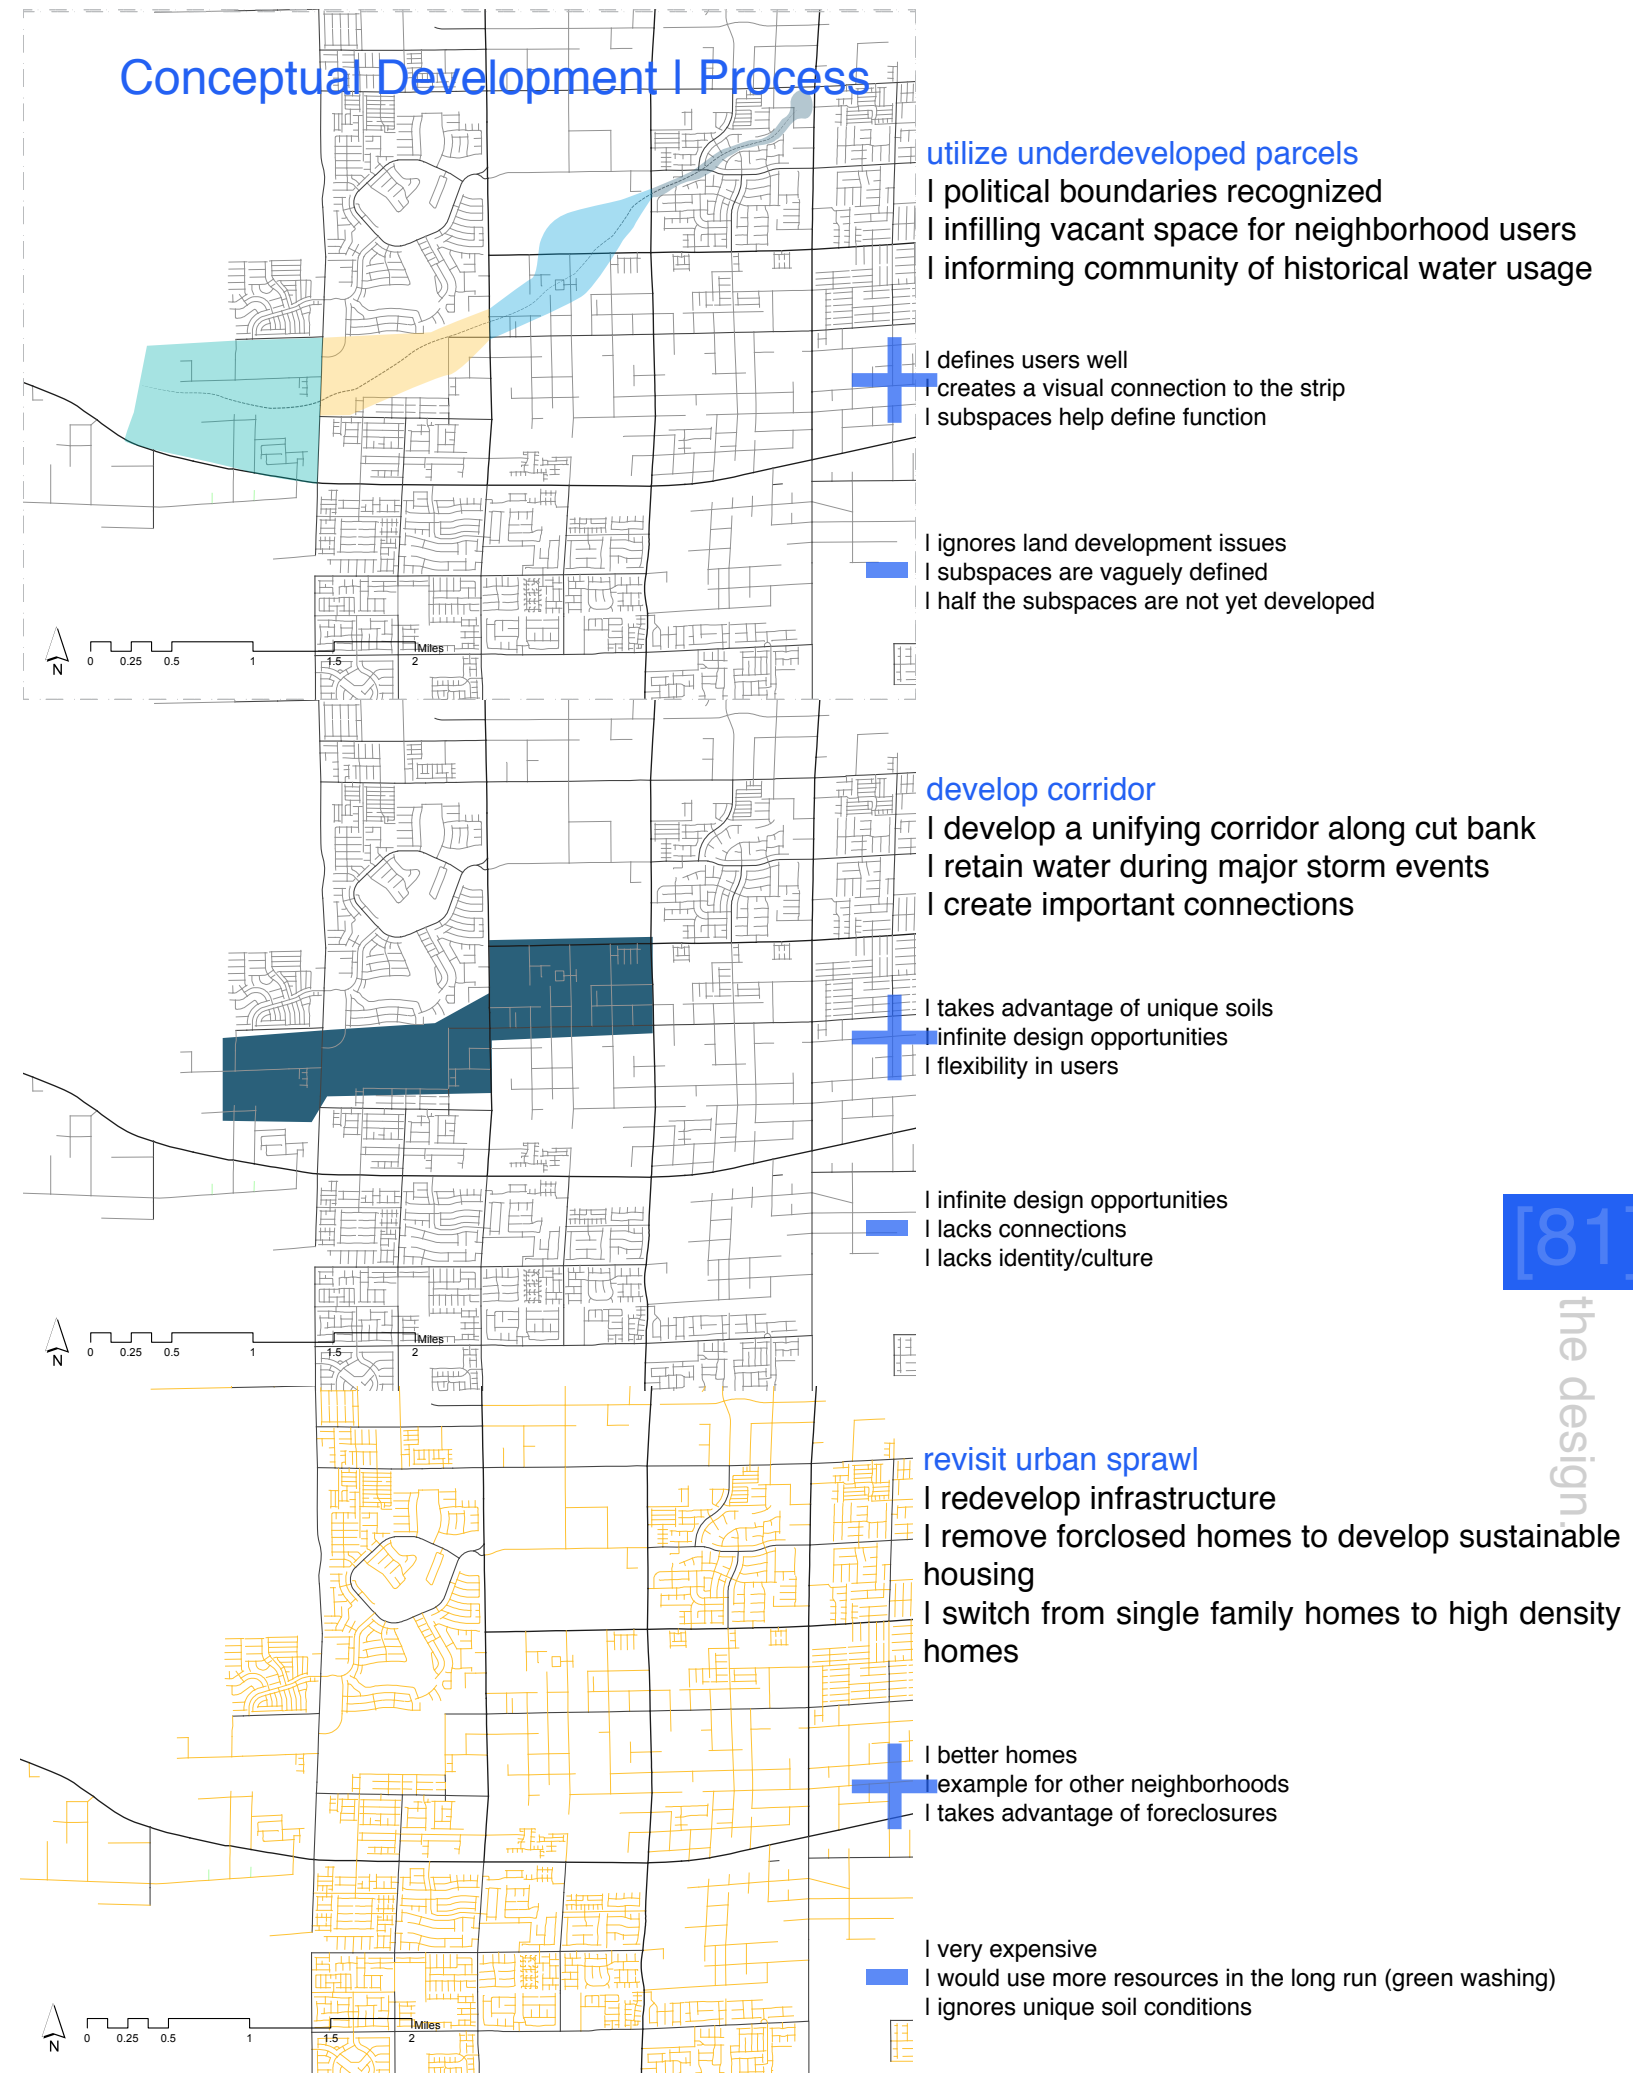 Conceptual Development I Process
utilize underdeveloped parcels
I political boundaries recognized
I infilling vacant space for neighborhood users
I informing community of historical water usage
I defines users well
I creates a visual connection to the strip
I subspaces help define function
I ignores land development issues
I subspaces are vaguely defined
I half the subspaces are not yet developed
N
0 0.25 0.5 1 1.5 2
Miles
develop corridor
I develop a unifying corridor along cut bank
I retain water during major storm events
I create important connections
I takes advantage of unique soils
I infinite design opportunities
I flexibility in users
I infinite design opportunities
I lacks connections
I lacks identity/culture
N
0 0.25 0.5 1 1.5 2
Miles
[81]
the design.
revisit urban sprawl
I redevelop infrastructure
I remove forclosed homes to develop sustainable
housing
I switch from single family homes to high density
homes
I better homes
I example for other neighborhoods
I takes advantage of foreclosures
I very expensive
I would use more resources in the long run (green washing)
I ignores unique soil conditions
N
0 0.25 0.5 1 1.5 2
Miles